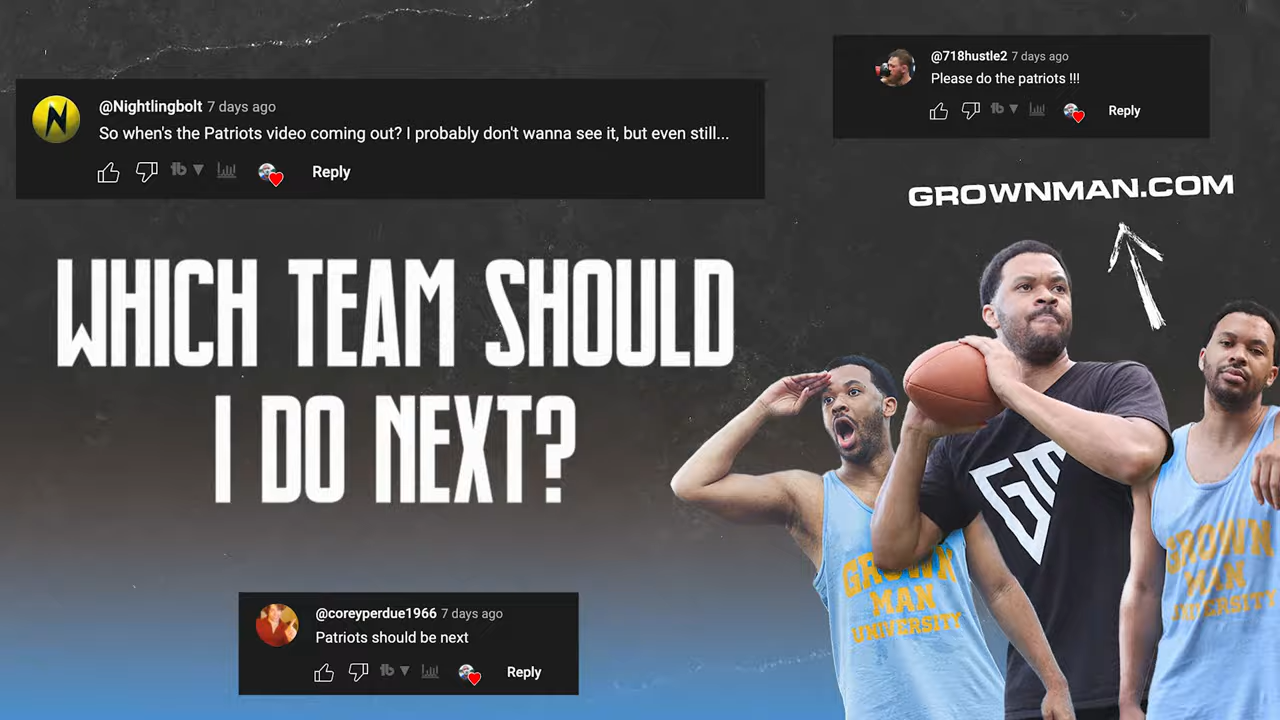 @Nightlingbolt 7 days ago
So when's the Patriots video coming out? I probably don't wanna see it, but even still...
Reply
@718hustle2 7 days ago
Please do the patriots !!!
Reply
GROWNMAN.COM
WHICH TEAM SHOULD
I DO NEXT?
GM
GROWN
MAN
UNIVERSITY
GROWN
MAN
UNIVERSITY
@coreyperdue1966 7 days ago
Patriots should be next
Reply